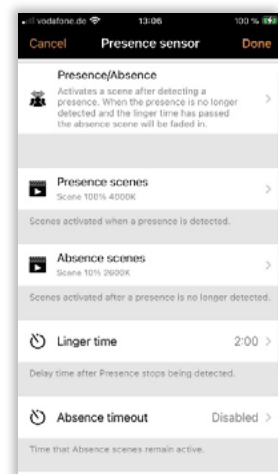 vodafone.de 13:06 100 %
Cancel Presence sensor Done
Presence/Absence
Activates a scene after detecting a
presence. When the presence is no longer
detected and the linger time has passed
the absence scene will be faded in.
Presence scenes
Scene 100% 4000K
Scenes activated when a presence is detected.
Absence scenes
Scene 10% 2600K
Scenes activated after a presence is no longer detected.
Linger time 2:00
Delay time after Presence stops being detected.
Absence timeout Disabled
Time that Absence scenes remain active.